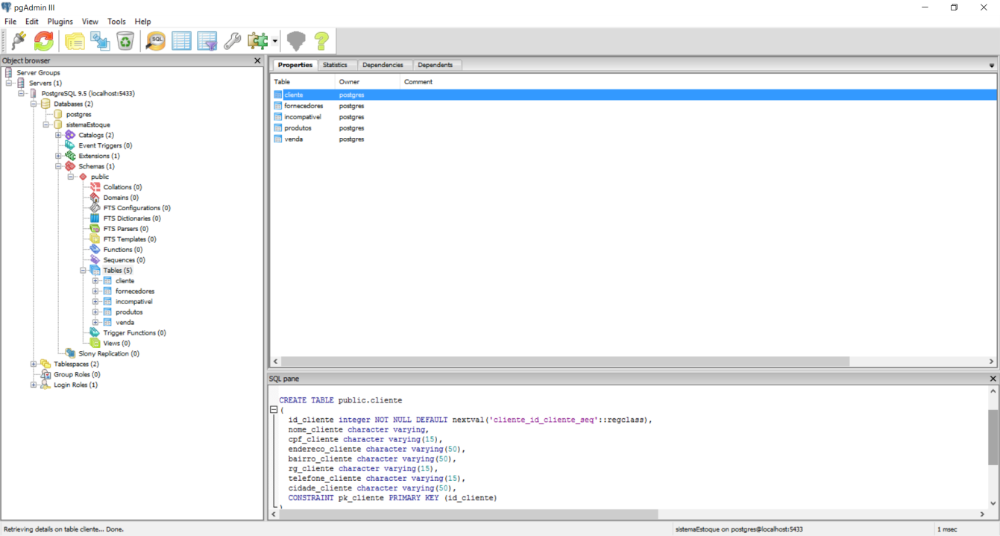 pgAdmin III
File Edit Plugins View Tools Help
SQL
Object browser
Server Groups
Servers (1)
PostgreSQL 9.5 (localhost:5433)
Databases (2)
postgres
sistemaEstoque
Catalogs (2)
Event Triggers (0)
Extensions (1)
Schemas (1)
public
Collations (0)
Domains (0)
FTS Configurations (0)
FTS Dictionaries (0)
FTS Parsers (0)
FTS Templates (0)
Functions (0)
Sequences (0)
Tables (5)
cliente
fornecedores
incompativel
produtos
venda
Trigger Functions (0)
Views (0)
Slony Replication (0)
Tablespaces (2)
Group Roles (0)
Login Roles (1)
Properties Statistics Dependencies Dependents
Table Owner Comment
cliente postgres
fornecedores postgres
incompativel postgres
produtos postgres
venda postgres
SQL pane
CREATE TABLE public.cliente
(
id_cliente integer NOT NULL DEFAULT nextval('cliente_id_cliente_seq'::regclass),
nome_cliente character varying,
cpf_cliente character varying(15),
endereco_cliente character varying(50),
bairro_cliente character varying(50),
rg_cliente character varying(15),
telefone_cliente character varying(15),
cidade_cliente character varying(50),
CONSTRAINT pk_cliente PRIMARY KEY (id_cliente)
)
Retrieving details on table cliente... Done.
sistemaEstoque on postgres@localhost:5433
1 msec